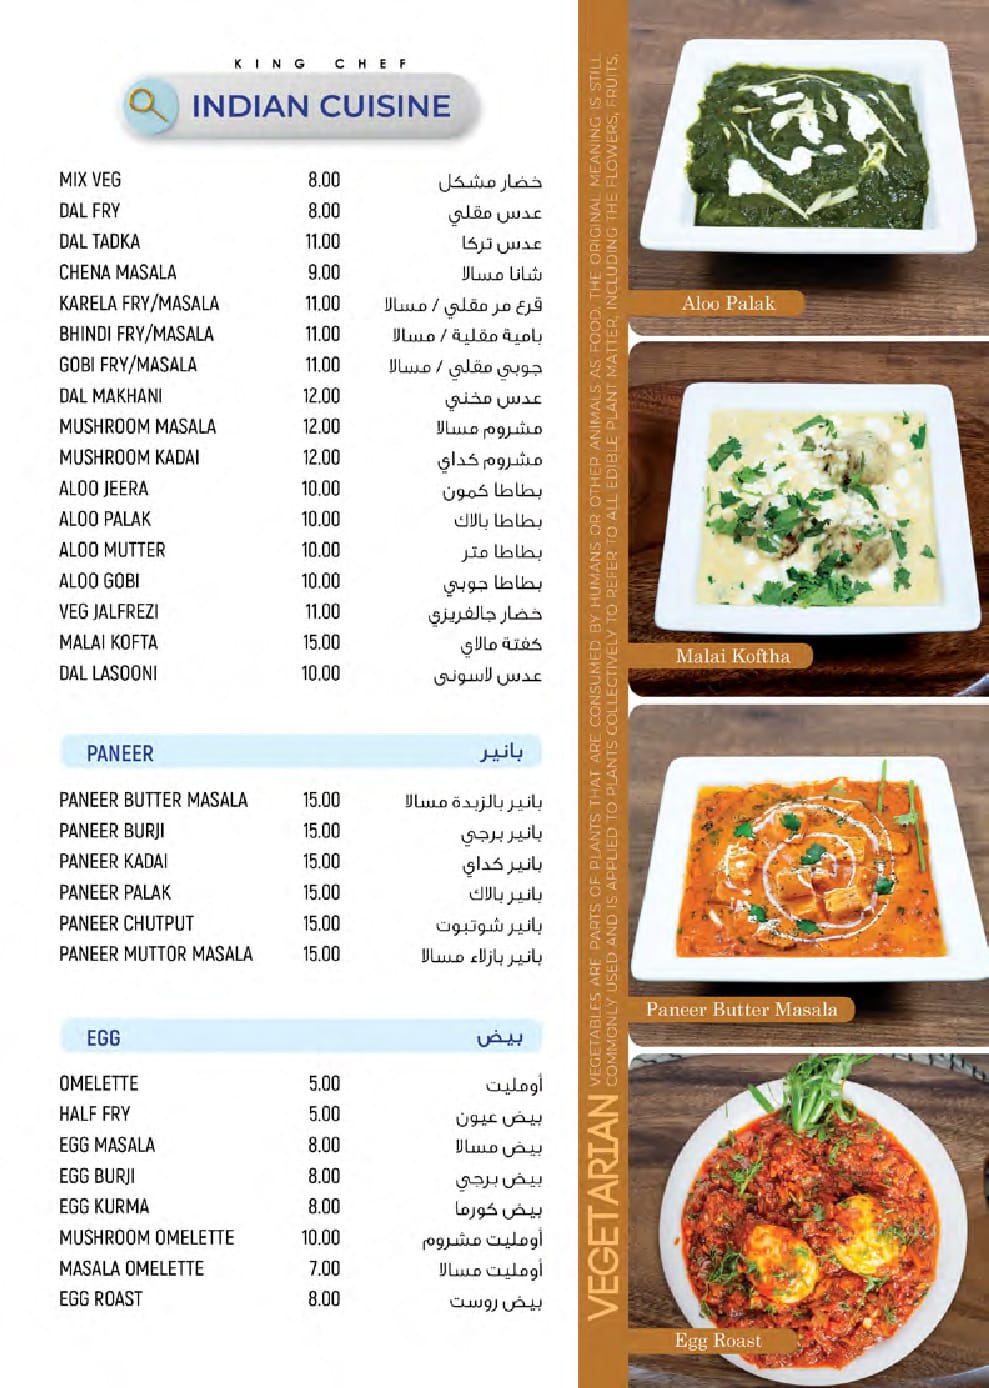 KING CHEF
INDIAN CUISINE
MIX VEG 8.00 خضار مشكل
DAL FRY 8.00 عدس مقلي
DAL TADKA 11.00 عدس تركا
CHENA MASALA 9.00 شانا مسالا
KARELA FRY/MASALA 11.00 قرع مر مقلي / مسالا
BHINDI FRY/MASALA 11.00 بامية مقلية / مسالا
GOBI FRY/MASALA 11.00 جوبي مقلي / مسالا
DAL MAKHANI 12.00 عدس مخني
MUSHROOM MASALA 12.00 مشروم مسالا
MUSHROOM KADAI 12.00 مشروم كداي
ALOO JEERA 10.00 بطاطا كمون
ALOO PALAK 10.00 بطاطا بالاك
ALOO MUTTER 10.00 بطاطا متر
ALOO GOBI 10.00 بطاطا جوبي
VEG JALFREZI 11.00 خضار جالفريزي
MALAI KOFTA 15.00 كفتة مالاي
DAL LASOONI 10.00 عدس لاسونى
PANEER بانير
PANEER BUTTER MASALA 15.00 بانير بالزبدة مسالا
PANEER BURJI 15.00 بانير برجي
PANEER KADAI 15.00 بانير كداي
PANEER PALAK 15.00 بانير بالاك
PANEER CHUTPUT 15.00 بانير شوتبوت
PANEER MUTTOR MASALA 15.00 بانير بازلاء مسالا
EGG بيض
OMELETTE 5.00 أومليت
HALF FRY 5.00 بيض عيون
EGG MASALA 8.00 بيض مسالا
EGG BURJI 8.00 بيض برجي
EGG KURMA 8.00 بيض كورما
MUSHROOM OMELETTE 10.00 أومليت مشروم
MASALA OMELETTE 7.00 أومليت مسالا
EGG ROAST 8.00 بيض روست
VEGETARIAN
VEGETABLES ARE PARTS OF PLANTS THAT ARE CONSUMED BY HUMANS OR OTHER ANIMALS AS FOOD. THE ORIGINAL MEANING IS STILL
COMMONLY USED AND IS APPLIED TO PLANTS COLLECTIVELY TO REFER TO ALL EDIBLE PLANT MATTER, INCLUDING THE FLOWERS, FRUITS,
Aloo Palak
Malai Koftha
Paneer Butter Masala
Egg Roast